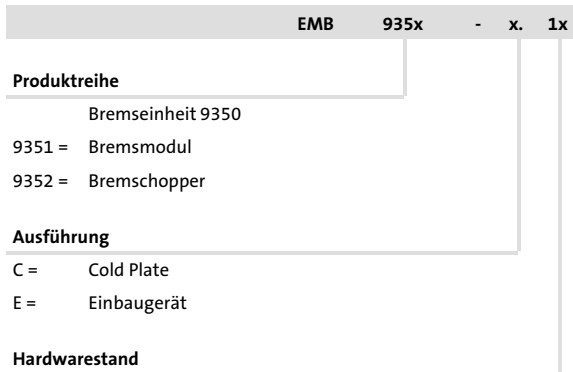 EMB 935x - x. 1x
Produktreihe
Bremseinheit 9350
9351 = Bremsmodul
9352 = Bremschopper
Ausführung
C = Cold Plate
E = Einbaugerät
Hardwarestand